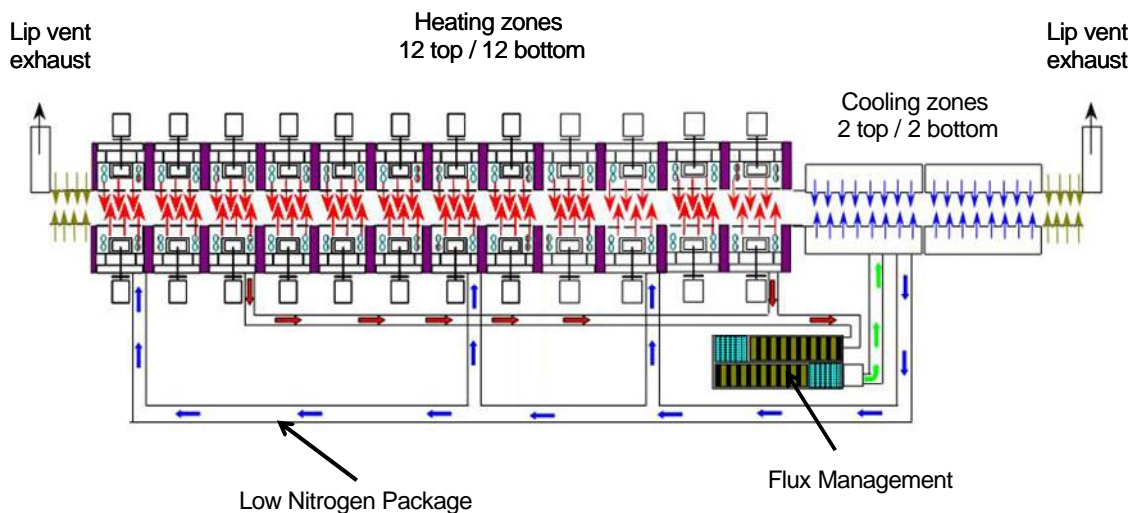 Lip vent
exhaust
Heating zones
12 top / 12 bottom
Lip vent
exhaust
Cooling zones
2 top / 2 bottom
Flux Management
Low Nitrogen Package